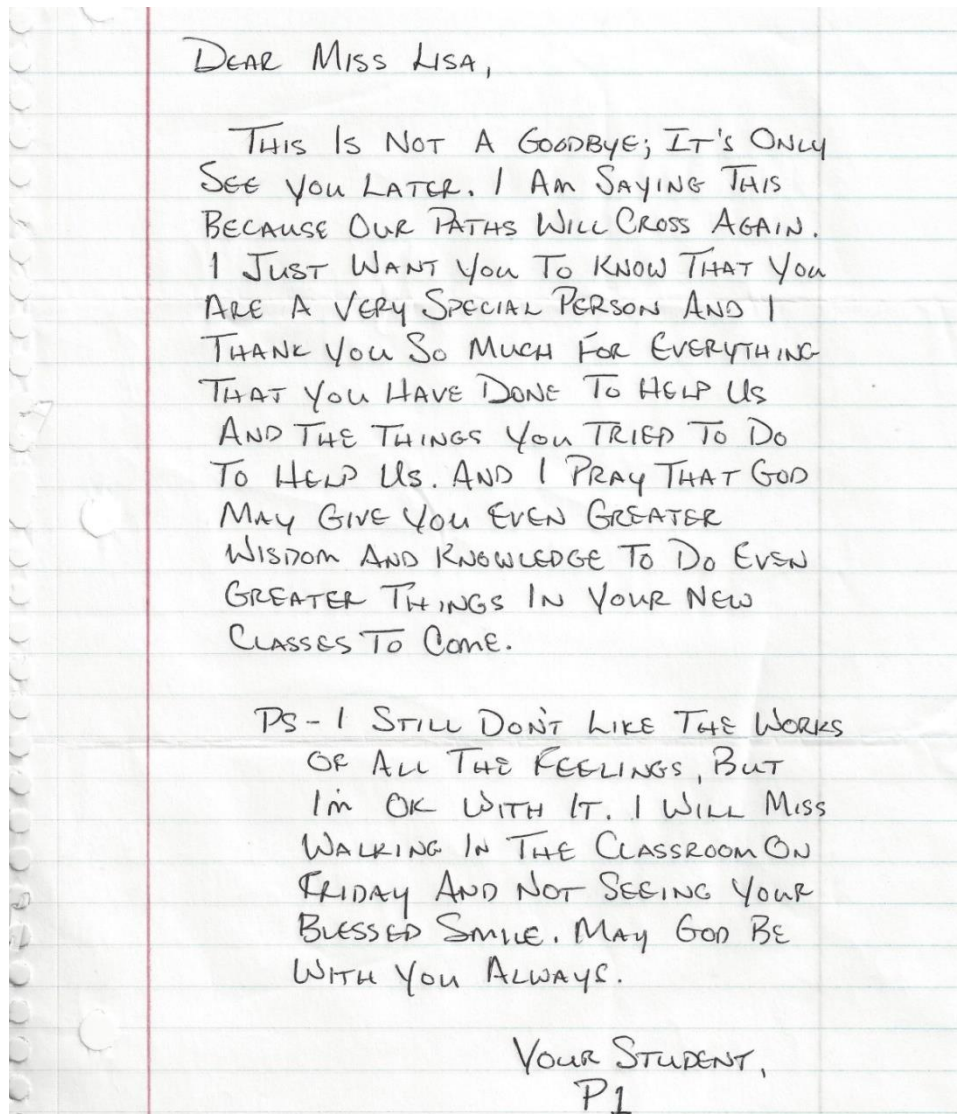 Dear Miss Lisa,
This Is Not A Goodbye; It's Only
See You Later. I Am Saying This
Because Our Paths Will Cross Again.
I Just Want You To Know That You
Are A Very Special Person And I
Thank You So Much For Everything
That You Have Done To Help Us
And The Things You Tried To Do
To Help Us. And I Pray That God
May Give You Even Greater
Wisdom And Knowledge To Do Even
Greater Things In Your New
Classes To Come.
PS - I Still Don't Like The Works
Of All The Feelings, But
I'm Ok With It. I Will Miss
Walking In The Classroom On
Friday And Not Seeing Your
Blessed Smile. May God Be
With You Always.
Your Student,
P1